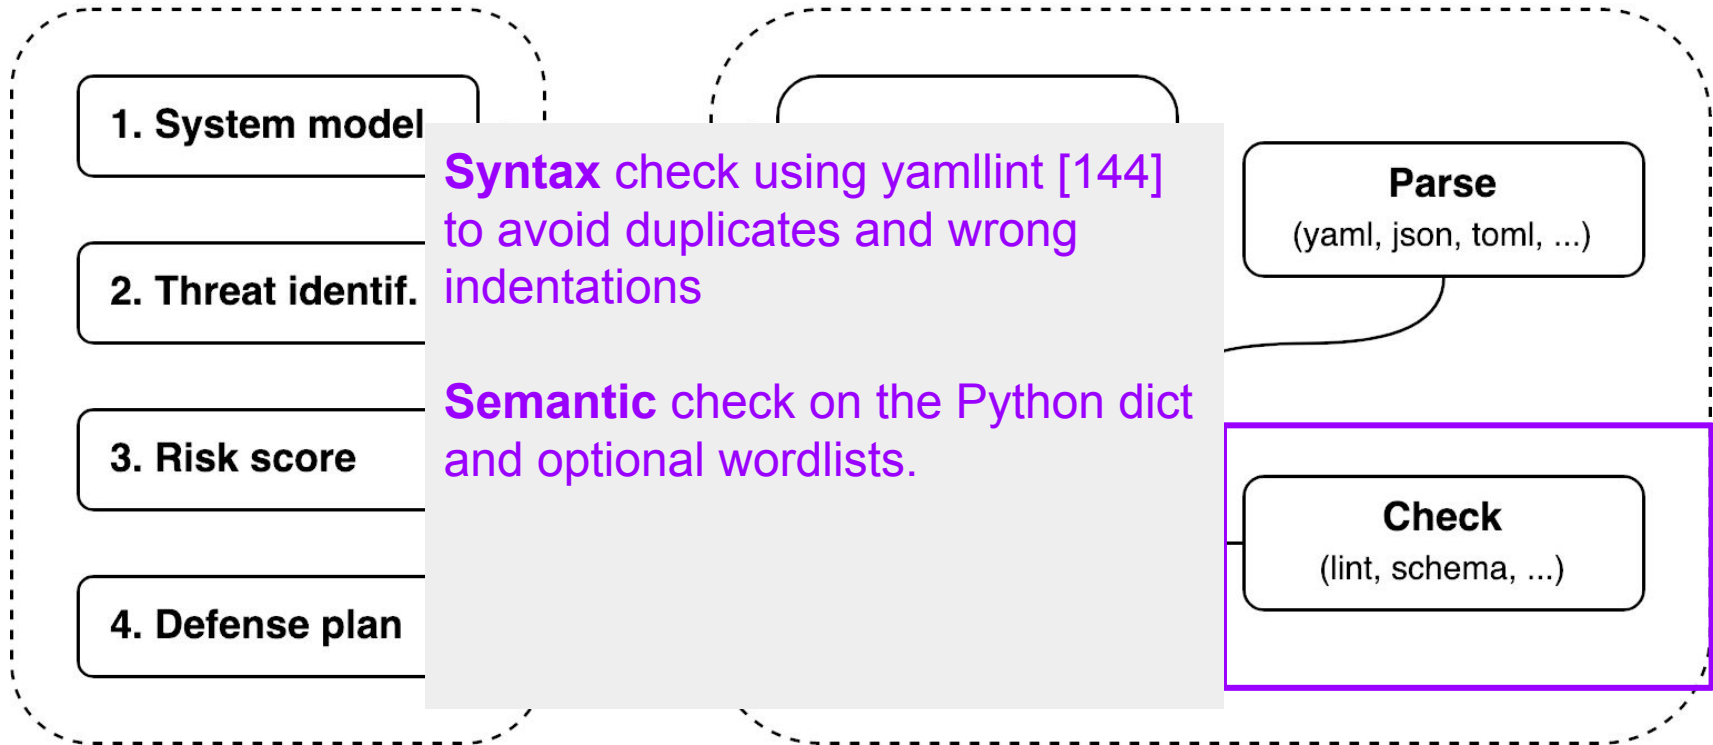 1. System model
2. Threat identif.
3. Risk score
4. Defense plan
Syntax check using yamllint [144]
to avoid duplicates and wrong
indentations
Semantic check on the Python dict
and optional wordlists.
Parse
(yaml, json, toml, ...)
Check
(lint, schema, ...)